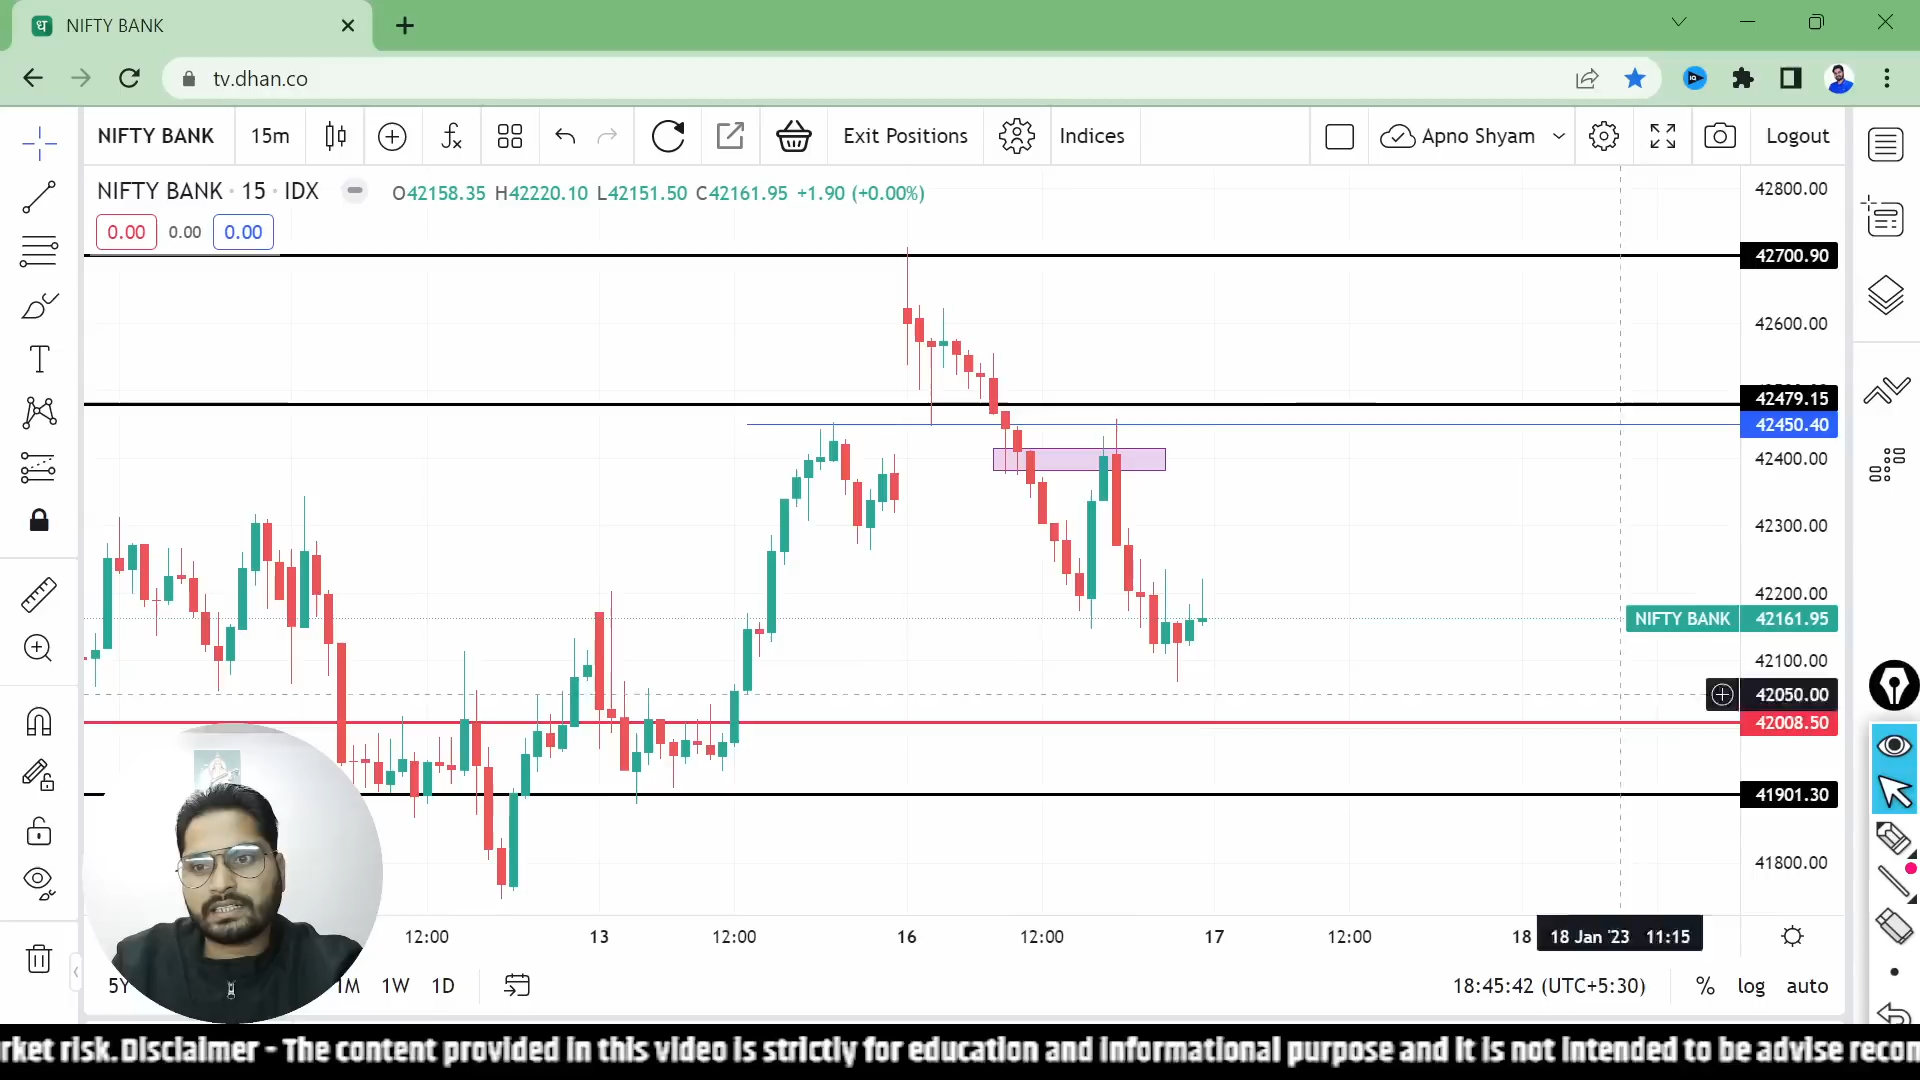 NIFTY BANK
tv.dhan.co
NIFTY BANK 15m Exit Positions Indices Apno Shyam Logout
NIFTY BANK · 15 · IDX O42158.35 H42220.10 L42151.50 C42161.95 +1.90 (+0.00%)
0.00 0.00 0.00
42800.00
42700.90
42600.00
42479.15
42450.40
42400.00
42300.00
42200.00
NIFTY BANK 42161.95
42100.00
42050.00
42008.50
41901.30
41800.00
12:00 13 12:00 16 12:00 17 12:00 18 18 Jan '23 11:15
5Y 1M 1W 1D 18:45:42 (UTC+5:30) % log auto
rket risk.Disclaimer - The content provided in this video is strictly for education and informational purpose and it is not intended to be advise recom